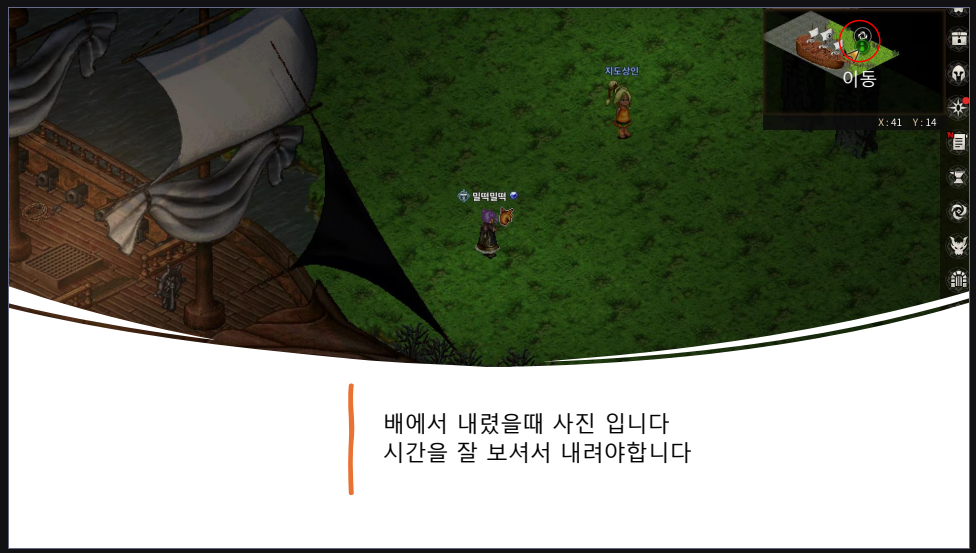 지도상인
이동
X:41 Y:14
N
밀떡밀떡
배에서 내렸을때 사진 입니다
시간을 잘 보셔서 내려야합니다